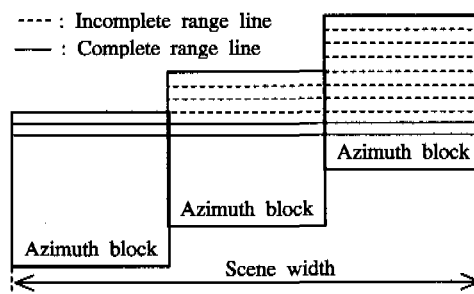 ---- : Incomplete range line
—— : Complete range line
Azimuth block
Azimuth block
Azimuth block
Scene width